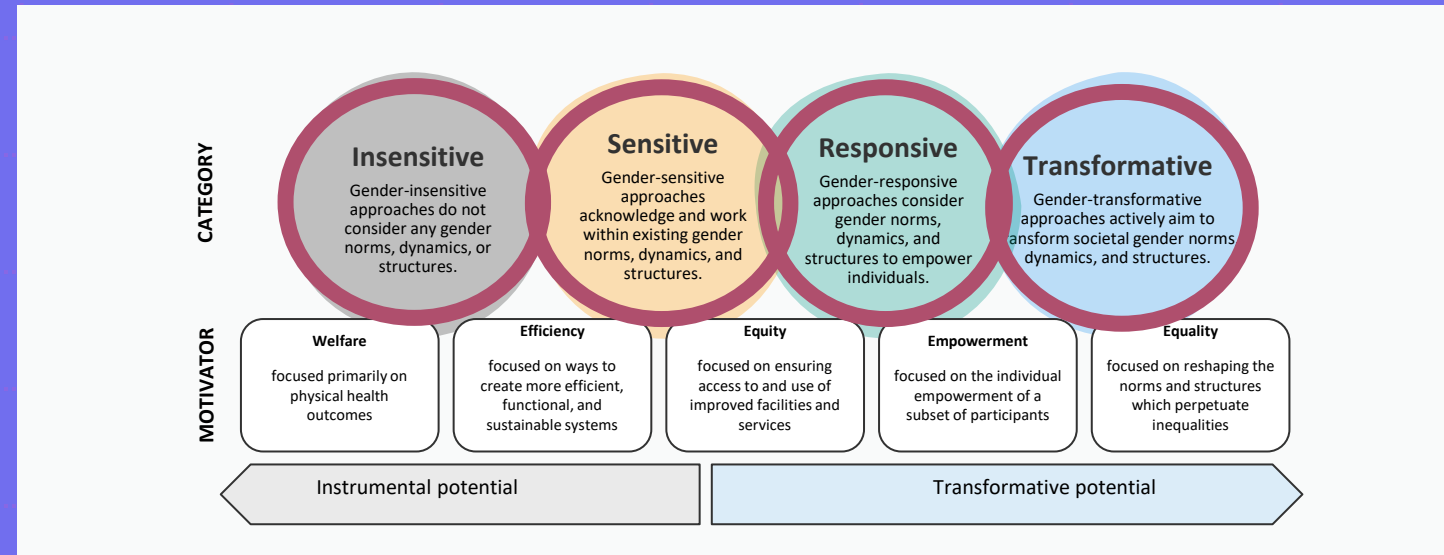 CATEGORY
Insensitive
Gender-insensitive
approaches do not
consider any gender
norms, dynamics, or
structures.
Sensitive
Gender-sensitive
approaches
acknowledge and work
within existing gender
norms, dynamics, and
structures.
Responsive
Gender-responsive
approaches consider
gender norms,
dynamics, and
structures to empower
individuals.
Transformative
Gender-transformative
approaches actively aim to
ansform societal gender norms
dynamics, and structures.
MOTIVATOR
Welfare
focused primarily on
physical health
outcomes
Efficiency
focused on ways to
create more efficient,
functional, and
sustainable systems
Equity
focused on ensuring
access to and use of
improved facilities and
services
Empowerment
focused on the individual
empowerment of a
subset of participants
Equality
focused on reshaping the
norms and structures
which perpetuate
inequalities
Instrumental potential
Transformative potential